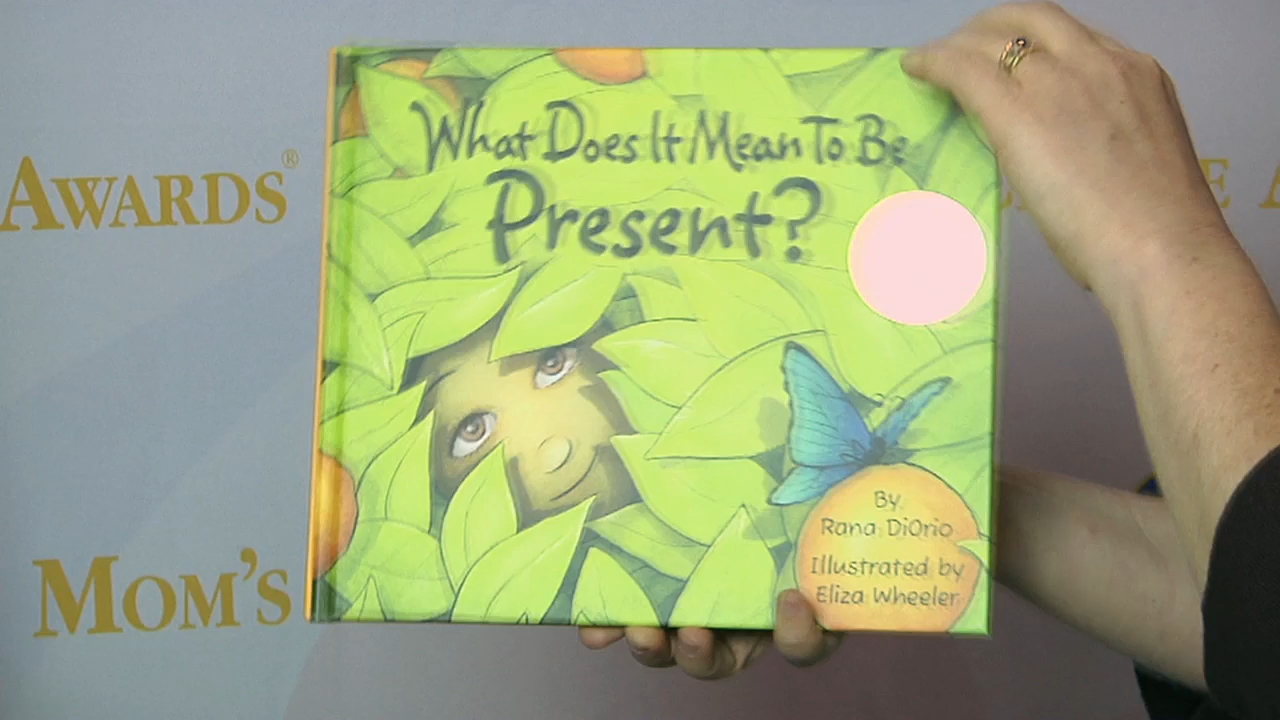 What Does It Mean To Be
Present?
AWARDS®
MOM'S
By
Rana DiOrio
Illustrated by
Eliza Wheeler